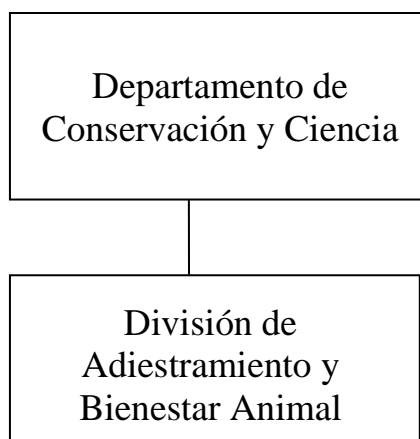 Departamento de
Conservación y Ciencia
División de
Adiestramiento y
Bienestar Animal